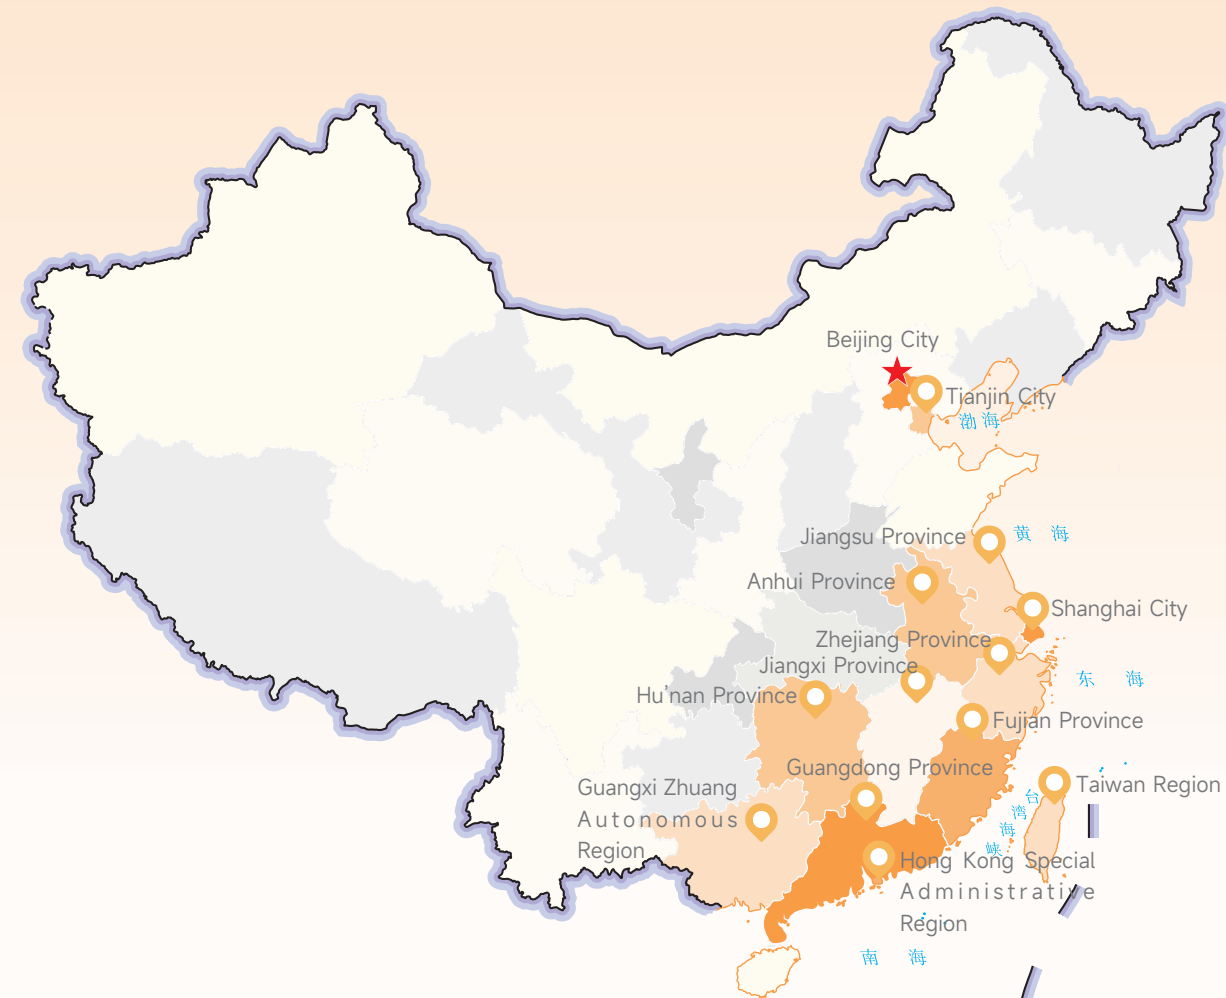 Beijing City
Tianjin City
渤海
Jiangsu Province
黄 海
Anhui Province
Shanghai City
Zhejiang Province
Jiangxi Province
东 海
Hu'nan Province
Fujian Province
Guangdong Province
Guangxi Zhuang
Autonomous
Region
Taiwan Region
台
湾
海
峡
Hong Kong Special
Administrative
Region
南 海